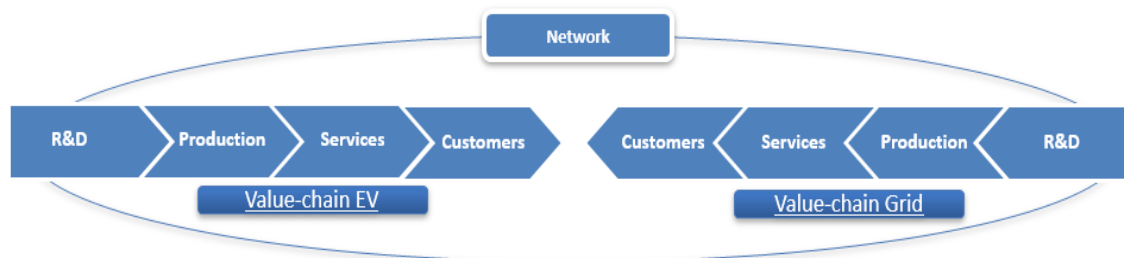 Network
R&D Production Services Customers Customers Services Production R&D
Value-chain EV Value-chain Grid